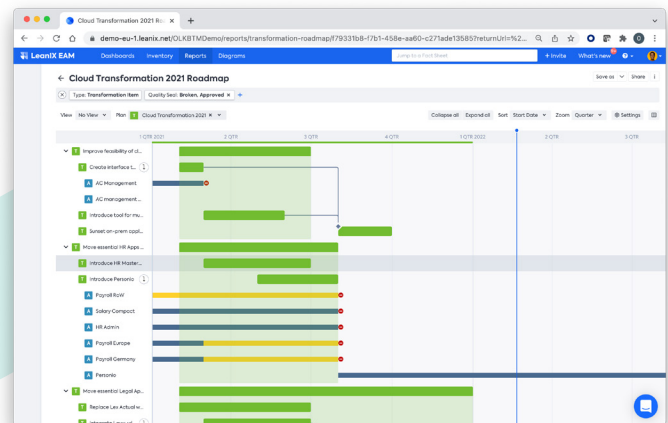 Cloud Transformation 2021 Roa
demo-eu-1.leanix.net/OLKBTMDemo/reports/transformation-roadmap/f79331b8-f7b1-458e-aa60-c271ade13585?returnUrl=%2...
LeanIX EAM Dashboards Inventory Reports Diagrams Jump to a Fact Sheet + Invite What's new
← Cloud Transformation 2021 Roadmap Save as Share
Type: Transformation Item Quality Seal: Broken, Approved × +
View No View Plan T Cloud Transformation 2021 × Collapse all Expand all Sort Start Date Zoom Quarter Settings
1 QTR 2021 2 QTR 3 QTR 4 QTR 1 QTR 2022 2 QTR 3 QTR
T Improve feasibility of cl...
T Create interface t...
A AC Management
A AC management ...
T Introduce tool for mu...
T Sunset on-prem appl...
T Move essential HR Apps ...
T Introduce HR Master...
T Introduce Personio
A Payroll RoW
A Salary Compact
A HR Admin
A Payroll Europe
A Payroll Germany
A Personio
T Move essential Legal Ap...
T Replace Lex Actual w...